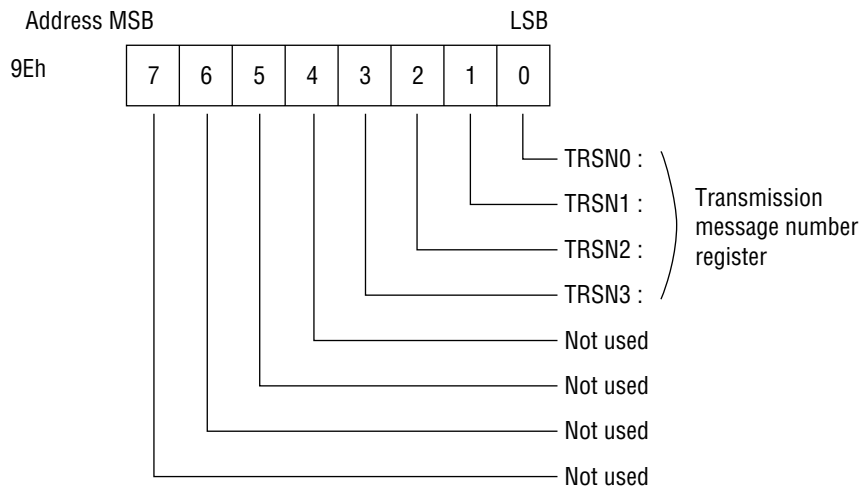 Address MSB LSB
9Eh 7 6 5 4 3 2 1 0
TRSN0 :
TRSN1 :
TRSN2 :
TRSN3 :
Transmission
message number
register
Not used
Not used
Not used
Not used